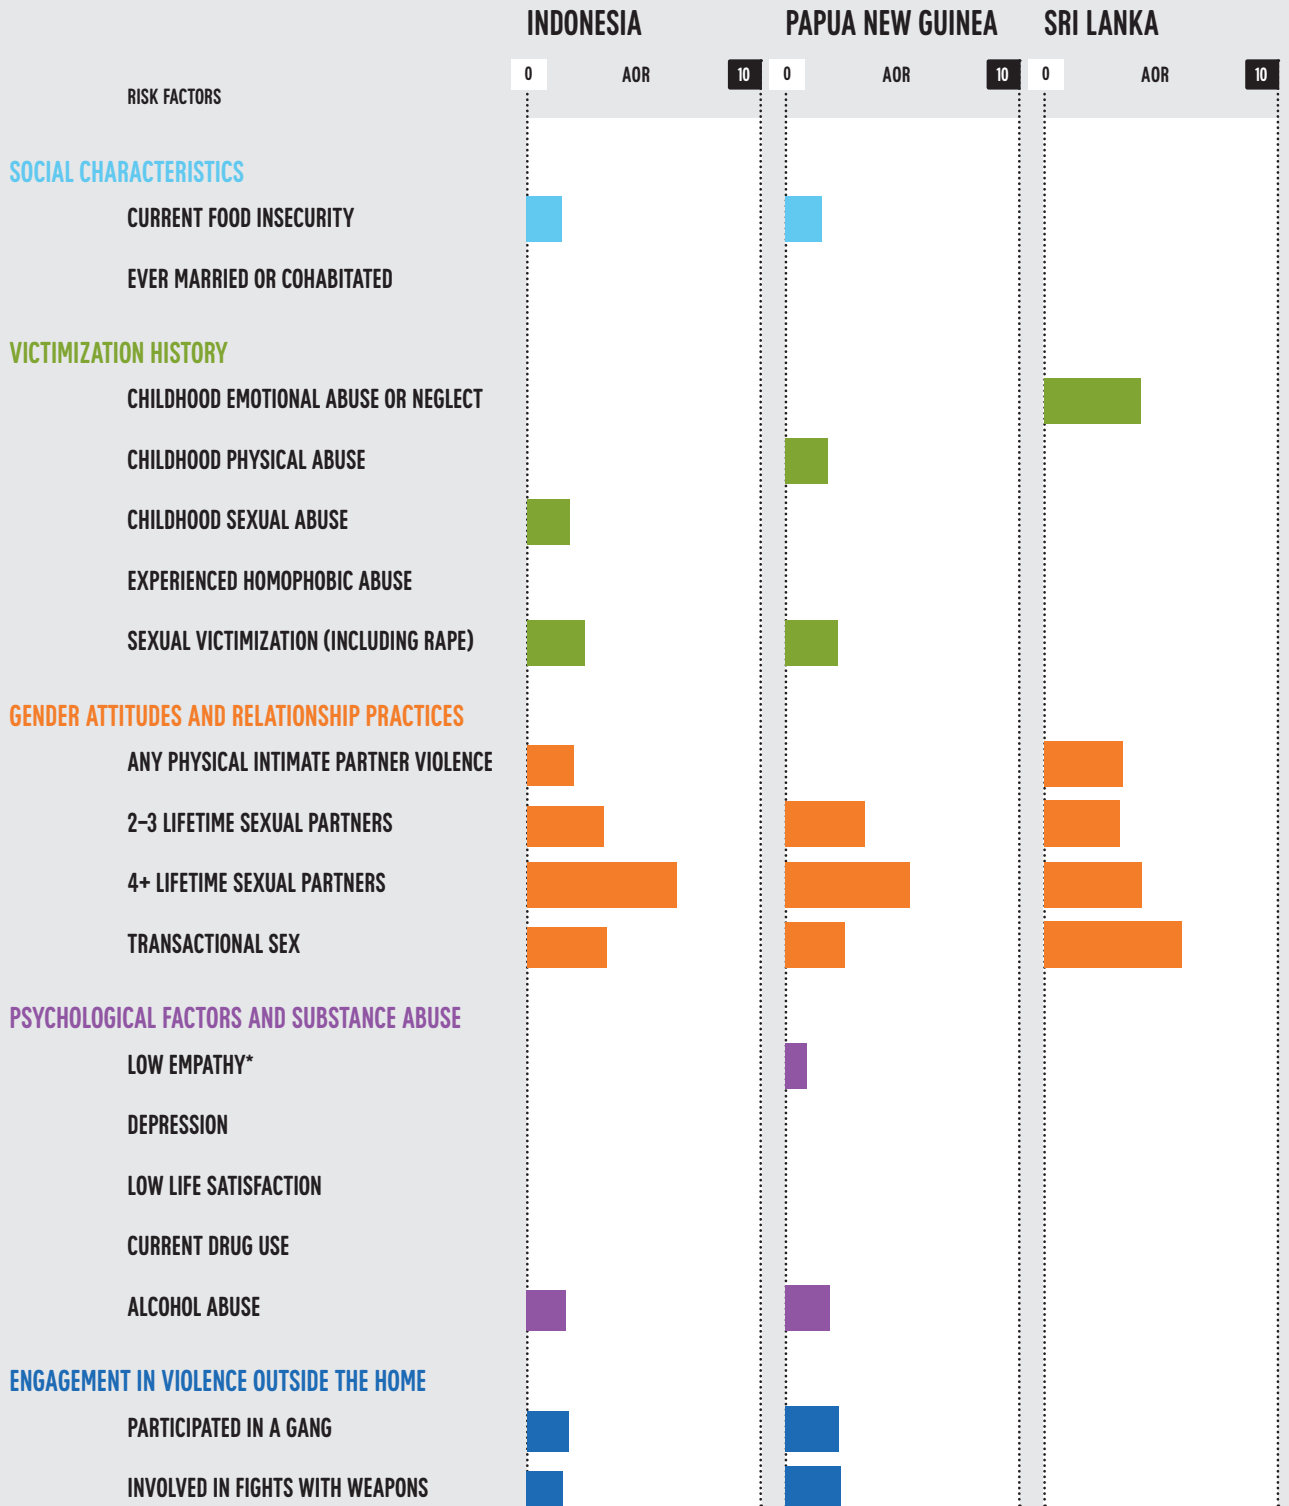 INDONESIA PAPUA NEW GUINEA SRI LANKA
0 AOR 10 0 AOR 10 0 AOR 10
RISK FACTORS
SOCIAL CHARACTERISTICS
CURRENT FOOD INSECURITY
EVER MARRIED OR COHABITATED
VICTIMIZATION HISTORY
CHILDHOOD EMOTIONAL ABUSE OR NEGLECT
CHILDHOOD PHYSICAL ABUSE
CHILDHOOD SEXUAL ABUSE
EXPERIENCED HOMOPHOBIC ABUSE
SEXUAL VICTIMIZATION (INCLUDING RAPE)
GENDER ATTITUDES AND RELATIONSHIP PRACTICES
ANY PHYSICAL INTIMATE PARTNER VIOLENCE
2–3 LIFETIME SEXUAL PARTNERS
4+ LIFETIME SEXUAL PARTNERS
TRANSACTIONAL SEX
PSYCHOLOGICAL FACTORS AND SUBSTANCE ABUSE
LOW EMPATHY*
DEPRESSION
LOW LIFE SATISFACTION
CURRENT DRUG USE
ALCOHOL ABUSE
ENGAGEMENT IN VIOLENCE OUTSIDE THE HOME
PARTICIPATED IN A GANG
INVOLVED IN FIGHTS WITH WEAPONS